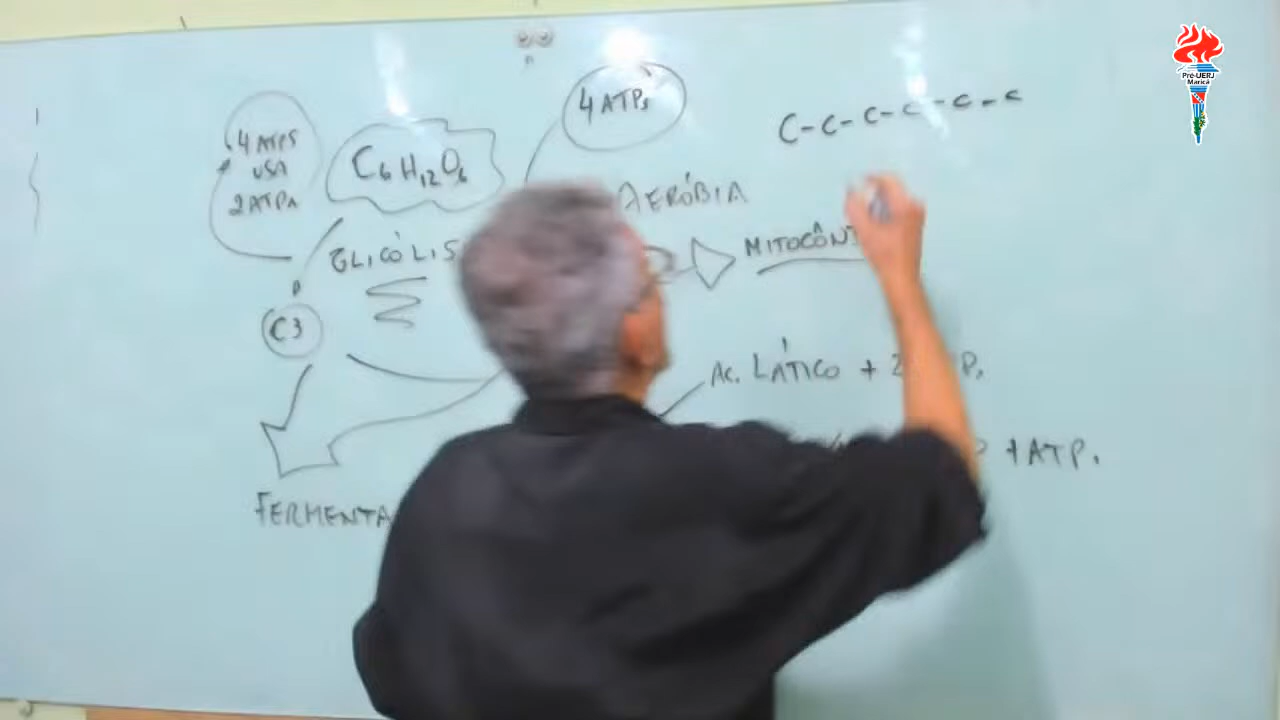 4 ATPs
C-C-C-C-C-C
Pré-UERJ
Maricá
4 ATPS
USA
2 ATPs
C6H12O6
AERÓBIA
GLICÓLIS
MITOCÔN
C3
Ac. LÁTICO + 2
+ ATP.
FERMENTA